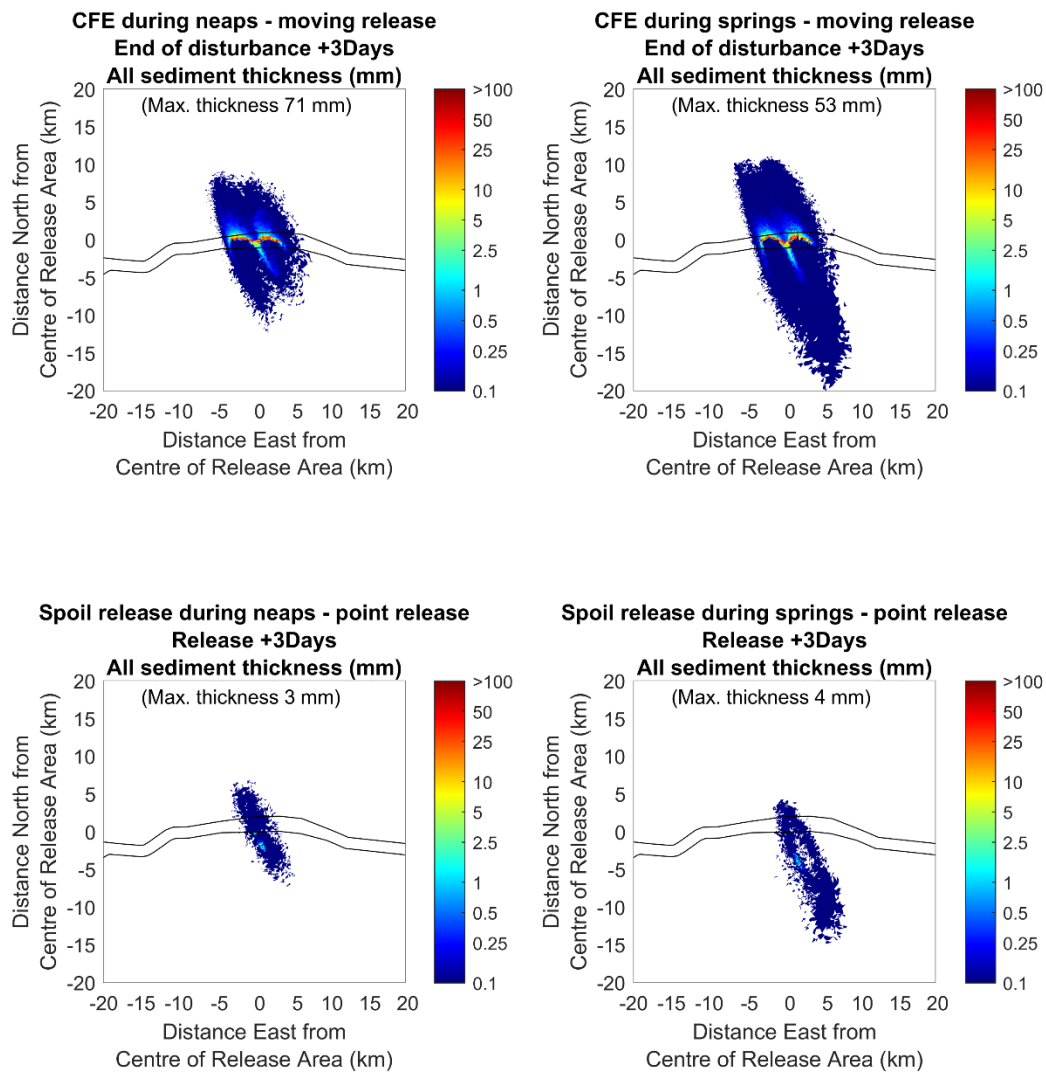 CFE during neaps - moving release
End of disturbance +3Days
All sediment thickness (mm)
(Max. thickness 71 mm)
20
15
10
5
0
-5
-10
-15
-20
Distance North from
Centre of Release Area (km)
-20 -15 -10 -5 0 5 10 15 20
Distance East from
Centre of Release Area (km)
>100
50
25
10
5
2.5
1
0.5
0.25
0.1
CFE during springs - moving release
End of disturbance +3Days
All sediment thickness (mm)
(Max. thickness 53 mm)
20
15
10
5
0
-5
-10
-15
-20
Distance North from
Centre of Release Area (km)
-20 -15 -10 -5 0 5 10 15 20
Distance East from
Centre of Release Area (km)
>100
50
25
10
5
2.5
1
0.5
0.25
0.1
Spoil release during neaps - point release
Release +3Days
All sediment thickness (mm)
(Max. thickness 3 mm)
20
15
10
5
0
-5
-10
-15
-20
Distance North from
Centre of Release Area (km)
-20 -15 -10 -5 0 5 10 15 20
Distance East from
Centre of Release Area (km)
>100
50
25
10
5
2.5
1
0.5
0.25
0.1
Spoil release during springs - point release
Release +3Days
All sediment thickness (mm)
(Max. thickness 4 mm)
20
15
10
5
0
-5
-10
-15
-20
Distance North from
Centre of Release Area (km)
-20 -15 -10 -5 0 5 10 15 20
Distance East from
Centre of Release Area (km)
>100
50
25
10
5
2.5
1
0.5
0.25
0.1